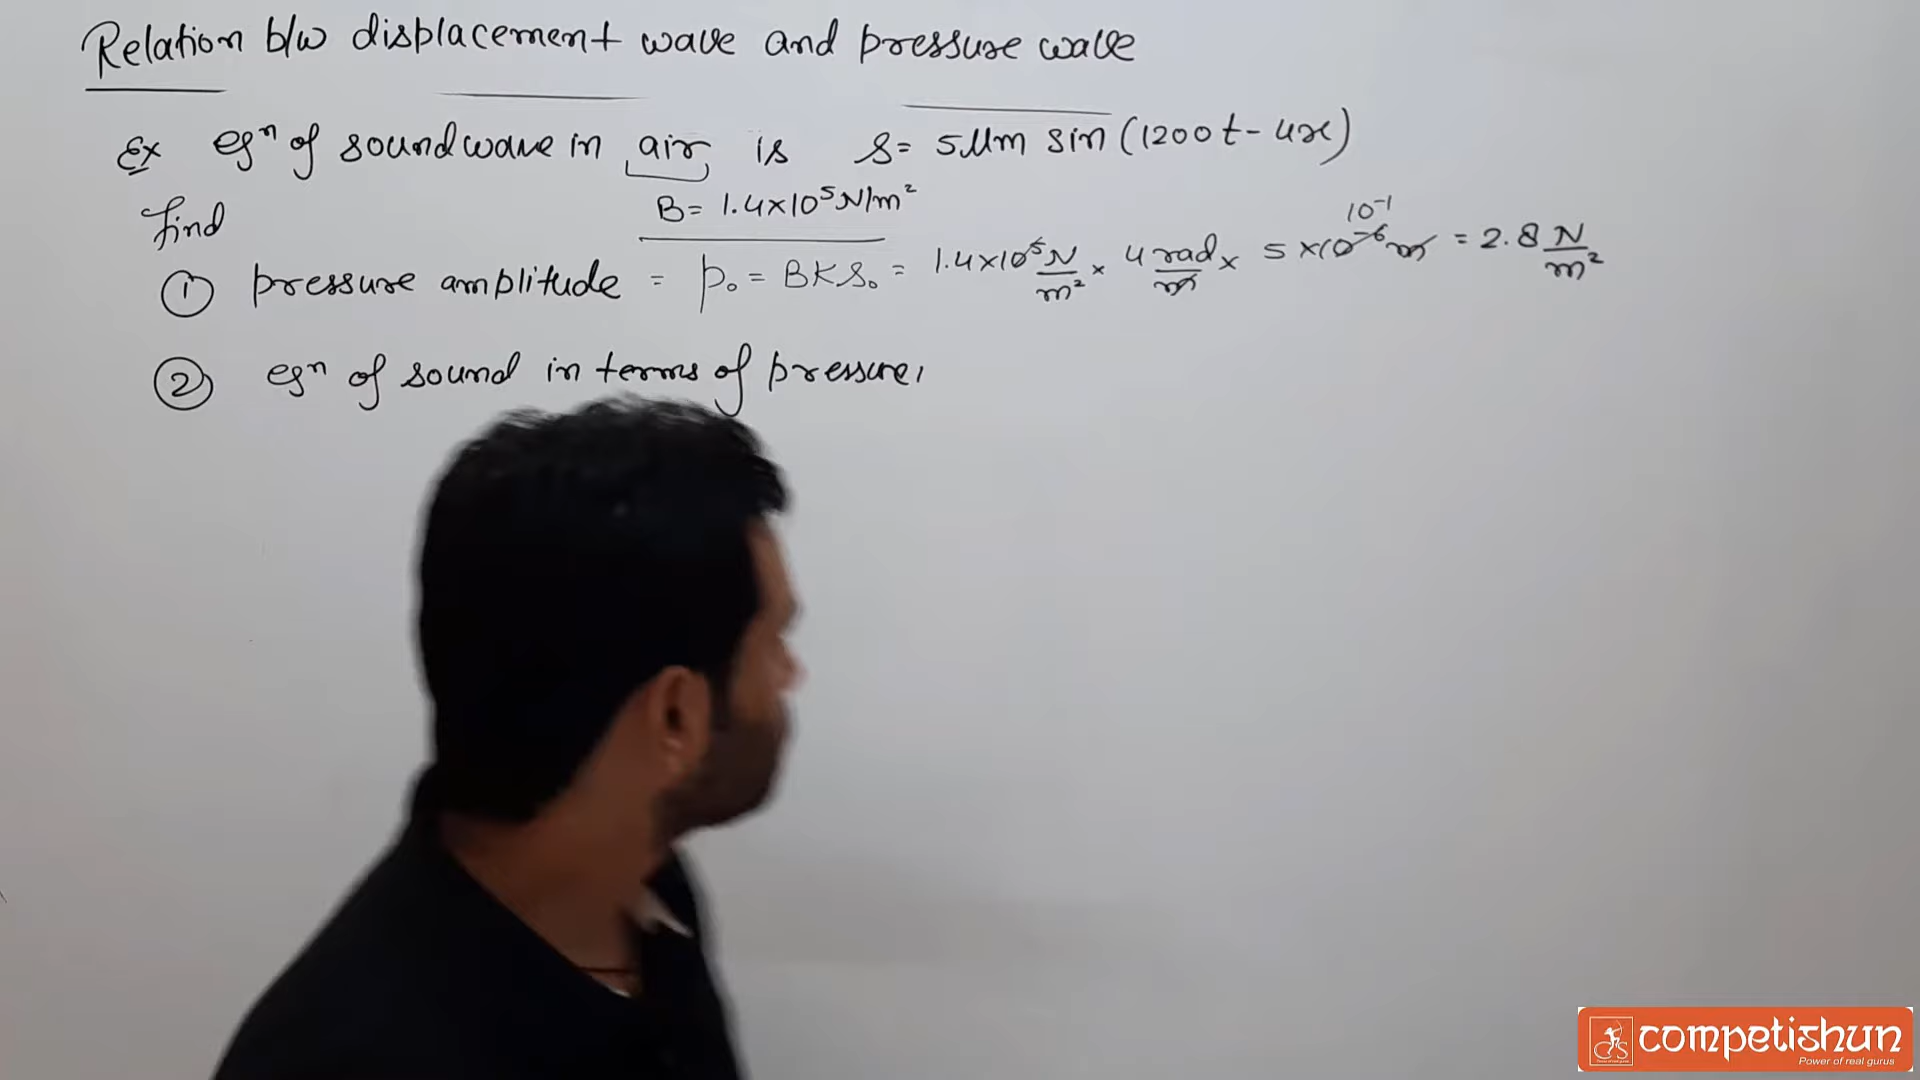 Relation b/w displacement wave and pressure wave
Ex eqⁿ of sound wave in air is s = 5μm sin (1200t - 4x)
B = 1.4×10⁵ N/m²
find
① pressure amplitude = p₀ = BKs₀ = 1.4×10⁵ N/m² × 4 rad/m × 5×10⁻⁶ m = 2.8 N/m²
10⁻¹
② eqⁿ of sound in terms of pressure,
competishun
Power of real gurus